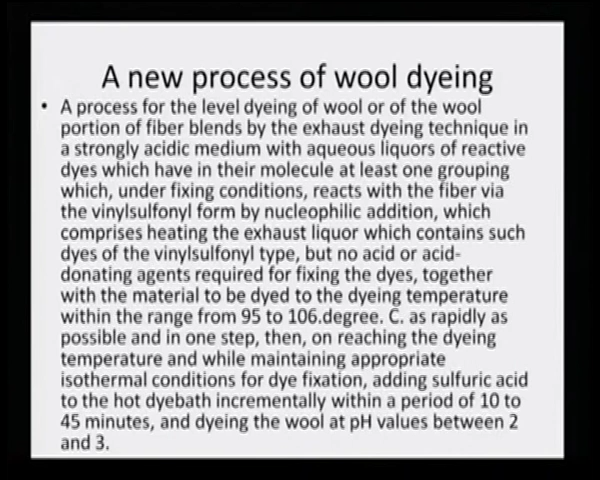 A new process of wool dyeing
• A process for the level dyeing of wool or of the wool
portion of fiber blends by the exhaust dyeing technique in
a strongly acidic medium with aqueous liquors of reactive
dyes which have in their molecule at least one grouping
which, under fixing conditions, reacts with the fiber via
the vinylsulfonyl form by nucleophilic addition, which
comprises heating the exhaust liquor which contains such
dyes of the vinylsulfonyl type, but no acid or acid-
donating agents required for fixing the dyes, together
with the material to be dyed to the dyeing temperature
within the range from 95 to 106.degree. C. as rapidly as
possible and in one step, then, on reaching the dyeing
temperature and while maintaining appropriate
isothermal conditions for dye fixation, adding sulfuric acid
to the hot dyebath incrementally within a period of 10 to
45 minutes, and dyeing the wool at pH values between 2
and 3.